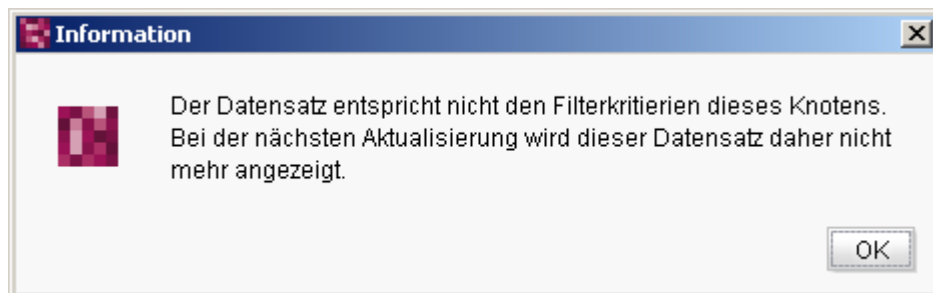 Information
Der Datensatz entspricht nicht den Filterkritierien dieses Knotens.
Bei der nächsten Aktualisierung wird dieser Datensatz daher nicht
mehr angezeigt.
OK